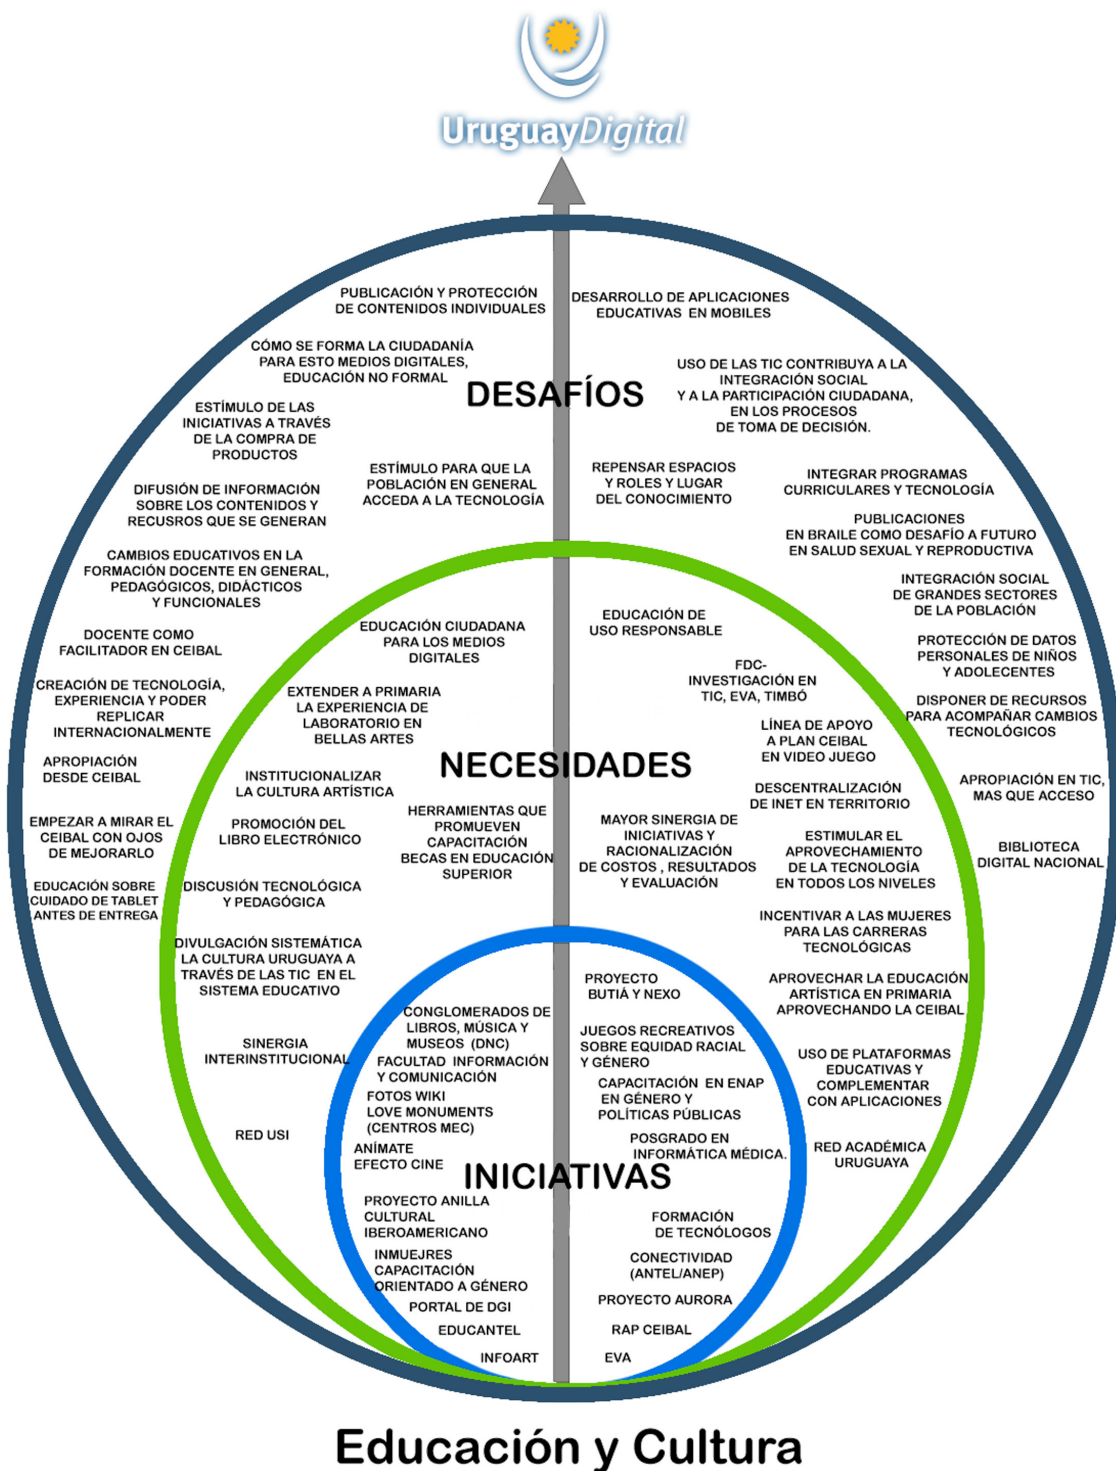 UruguayDigital
PUBLICACIÓN Y PROTECCIÓN
DE CONTENIDOS INDIVIDUALES
DESARROLLO DE APLICACIONES
EDUCATIVAS EN MOBILES
CÓMO SE FORMA LA CIUDADANÍA
PARA ESTO MEDIOS DIGITALES,
EDUCACIÓN NO FORMAL
USO DE LAS TIC CONTRIBUYA A LA
INTEGRACIÓN SOCIAL
Y A LA PARTICIPACIÓN CIUDADANA,
EN LOS PROCESOS
DE TOMA DE DECISIÓN.
DESAFÍOS
ESTÍMULO DE LAS
INICIATIVAS A TRAVÉS
DE LA COMPRA DE
PRODUCTOS
ESTÍMULO PARA QUE LA
POBLACIÓN EN GENERAL
ACCEDA A LA TECNOLOGÍA
REPENSAR ESPACIOS
Y ROLES Y LUGAR
DEL CONOCIMIENTO
INTEGRAR PROGRAMAS
CURRICULARES Y TECNOLOGÍA
DIFUSIÓN DE INFORMACIÓN
SOBRE LOS CONTENIDOS Y
RECUSROS QUE SE GENERAN
PUBLICACIONES
EN BRAILE COMO DESAFÍO A FUTURO
EN SALUD SEXUAL Y REPRODUCTIVA
CAMBIOS EDUCATIVOS EN LA
FORMACIÓN DOCENTE EN GENERAL,
PEDAGÓGICOS, DIDÁCTICOS
Y FUNCIONALES
INTEGRACIÓN SOCIAL
DE GRANDES SECTORES
DE LA POBLACIÓN
DOCENTE COMO
FACILITADOR EN CEIBAL
PROTECCIÓN DE DATOS
PERSONALES DE NIÑOS
Y ADOLECENTES
CREACIÓN DE TECNOLOGÍA,
EXPERIENCIA Y PODER
REPLICAR
INTERNACIONALMENTE
DISPONER DE RECURSOS
PARA ACOMPAÑAR CAMBIOS
TECNOLÓGICOS
APROPIACIÓN
DESDE CEIBAL
APROPIACIÓN EN TIC,
MAS QUE ACCESO
EMPEZAR A MIRAR EL
CEIBAL CON OJOS
DE MEJORARLO
BIBLIOTECA
DIGITAL NACIONAL
EDUCACIÓN SOBRE
CUIDADO DE TABLET
ANTES DE ENTREGA
EDUCACIÓN CIUDADANA
PARA LOS MEDIOS
DIGITALES
EDUCACIÓN DE
USO RESPONSABLE
EXTENDER A PRIMARIA
LA EXPERIENCIA DE
LABORATORIO EN
BELLAS ARTES
FDC-
INVESTIGACIÓN EN
TIC, EVA, TIMBÓ
LÍNEA DE APOYO
A PLAN CEIBAL
EN VIDEO JUEGO
NECESIDADES
INSTITUCIONALIZAR
LA CULTURA ARTÍSTICA
DESCENTRALIZACIÓN
DE INET EN TERRITORIO
PROMOCIÓN DEL
LIBRO ELECTRÓNICO
HERRAMIENTAS QUE
PROMUEVEN
CAPACITACIÓN
BECAS EN EDUCACIÓN
SUPERIOR
MAYOR SINERGIA DE
INICIATIVAS Y
RACIONALIZACIÓN
DE COSTOS , RESULTADOS
Y EVALUACIÓN
ESTIMULAR EL
APROVECHAMIENTO
DE LA TECNOLOGÍA
EN TODOS LOS NIVELES
DISCUSIÓN TECNOLÓGICA
Y PEDAGÓGICA
INCENTIVAR A LAS MUJERES
PARA LAS CARRERAS
TECNOLÓGICAS
DIVULGACIÓN SISTEMÁTICA
LA CULTURA URUGUAYA A
TRAVÉS DE LAS TIC EN EL
SISTEMA EDUCATIVO
APROVECHAR LA EDUCACIÓN
ARTÍSTICA EN PRIMARIA
APROVECHANDO LA CEIBAL
SINERGIA
INTERINSTITUCIONAL
USO DE PLATAFORMAS
EDUCATIVAS Y
COMPLEMENTAR
CON APLICACIONES
RED USI
RED ACADÉMICA
URUGUAYA
PROYECTO
BUTIÁ Y NEXO
CONGLOMERADOS DE
LIBROS, MÚSICA Y
MUSEOS (DNC)
JUEGOS RECREATIVOS
SOBRE EQUIDAD RACIAL
Y GÉNERO
FACULTAD INFORMACIÓN
Y COMUNICACIÓN
CAPACITACIÓN EN ENAP
EN GÉNERO Y
POLÍTICAS PÚBLICAS
FOTOS WIKI
LOVE MONUMENTS
(CENTROS MEC)
POSGRADO EN
INFORMÁTICA MÉDICA.
ANÍMATE
EFECTO CINE
INICIATIVAS
PROYECTO ANILLA
CULTURAL
IBEROAMERICANO
FORMACIÓN
DE TECNÓLOGOS
INMUEJRES
CAPACITACIÓN
ORIENTADO A GÉNERO
CONECTIVIDAD
(ANTEL/ANEP)
PORTAL DE DGI
PROYECTO AURORA
EDUCANTEL
RAP CEIBAL
INFOART
EVA
Educación y Cultura